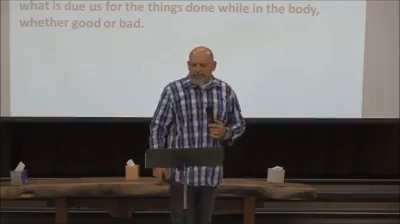 what is due us for the things done while in the body,
whether good or bad.